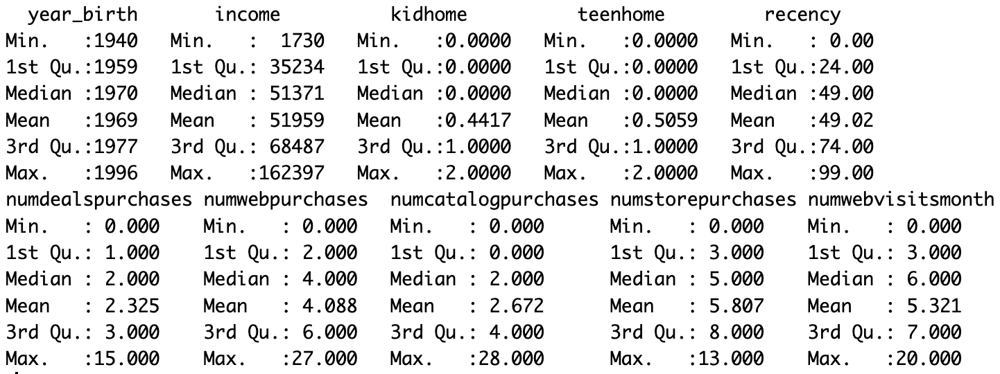 year_birth       income          kidhome          teenhome         recency
Min.   :1940   Min.   :  1730   Min.   :0.0000   Min.   :0.0000   Min.   : 0.00
1st Qu.:1959   1st Qu.: 35234   1st Qu.:0.0000   1st Qu.:0.0000   1st Qu.:24.00
Median :1970   Median : 51371   Median :0.0000   Median :0.0000   Median :49.00
Mean   :1969   Mean   : 51959   Mean   :0.4417   Mean   :0.5059   Mean   :49.02
3rd Qu.:1977   3rd Qu.: 68487   3rd Qu.:1.0000   3rd Qu.:1.0000   3rd Qu.:74.00
Max.   :1996   Max.   :162397   Max.   :2.0000   Max.   :2.0000   Max.   :99.00
numdealspurchases numwebpurchases  numcatalogpurchases numstorepurchases numwebvisitsmonth
Min.   : 0.000    Min.   : 0.000   Min.   : 0.000      Min.   : 0.000    Min.   : 0.000
1st Qu.: 1.000    1st Qu.: 2.000   1st Qu.: 0.000      1st Qu.: 3.000    1st Qu.: 3.000
Median : 2.000    Median : 4.000   Median : 2.000      Median : 5.000    Median : 6.000
Mean   : 2.325    Mean   : 4.088   Mean   : 2.672      Mean   : 5.807    Mean   : 5.321
3rd Qu.: 3.000    3rd Qu.: 6.000   3rd Qu.: 4.000      3rd Qu.: 8.000    3rd Qu.: 7.000
Max.   :15.000    Max.   :27.000   Max.   :28.000      Max.   :13.000    Max.   :20.000